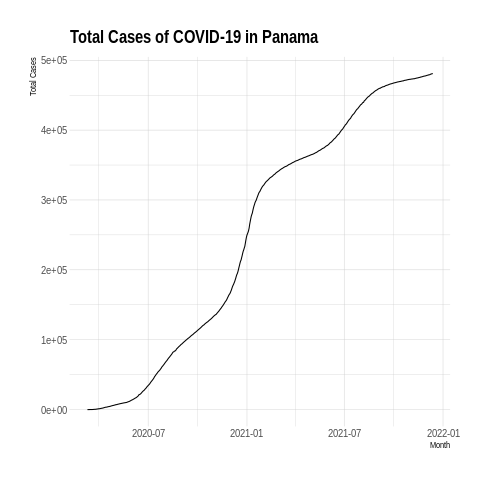 Total Cases of COVID-19 in Panama
Total Cases
5e+05
4e+05
3e+05
2e+05
1e+05
0e+00
2020-07 2021-01 2021-07 2022-01
Month